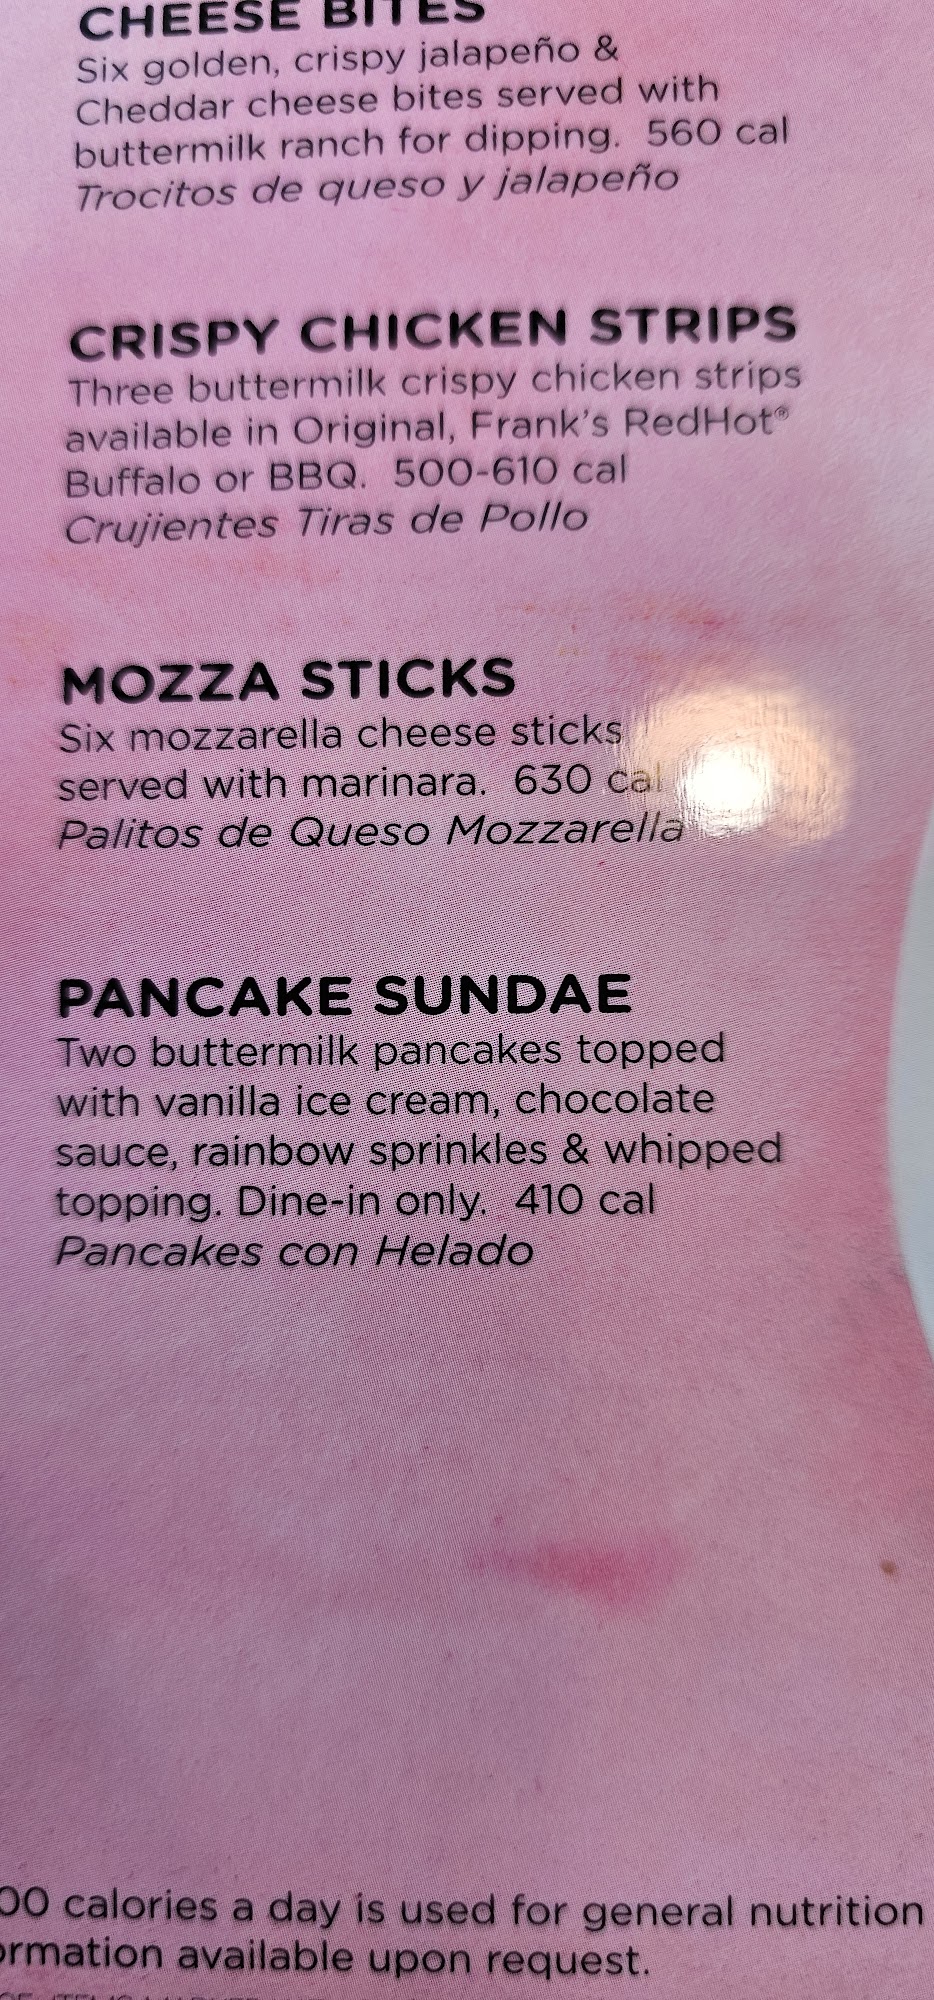 CHEESE BITES
Six golden, crispy jalapeño &
Cheddar cheese bites served with
buttermilk ranch for dipping.  560 cal
Trocitos de queso y jalapeño
CRISPY CHICKEN STRIPS
Three buttermilk crispy chicken strips
available in Original, Frank's RedHot®
Buffalo or BBQ.  500-610 cal
Crujientes Tiras de Pollo
MOZZA STICKS
Six mozzarella cheese sticks
served with marinara.  630 cal
Palitos de Queso Mozzarella
PANCAKE SUNDAE
Two buttermilk pancakes topped
with vanilla ice cream, chocolate
sauce, rainbow sprinkles & whipped
topping. Dine-in only.  410 cal
Pancakes con Helado
00 calories a day is used for general nutrition
ormation available upon request.